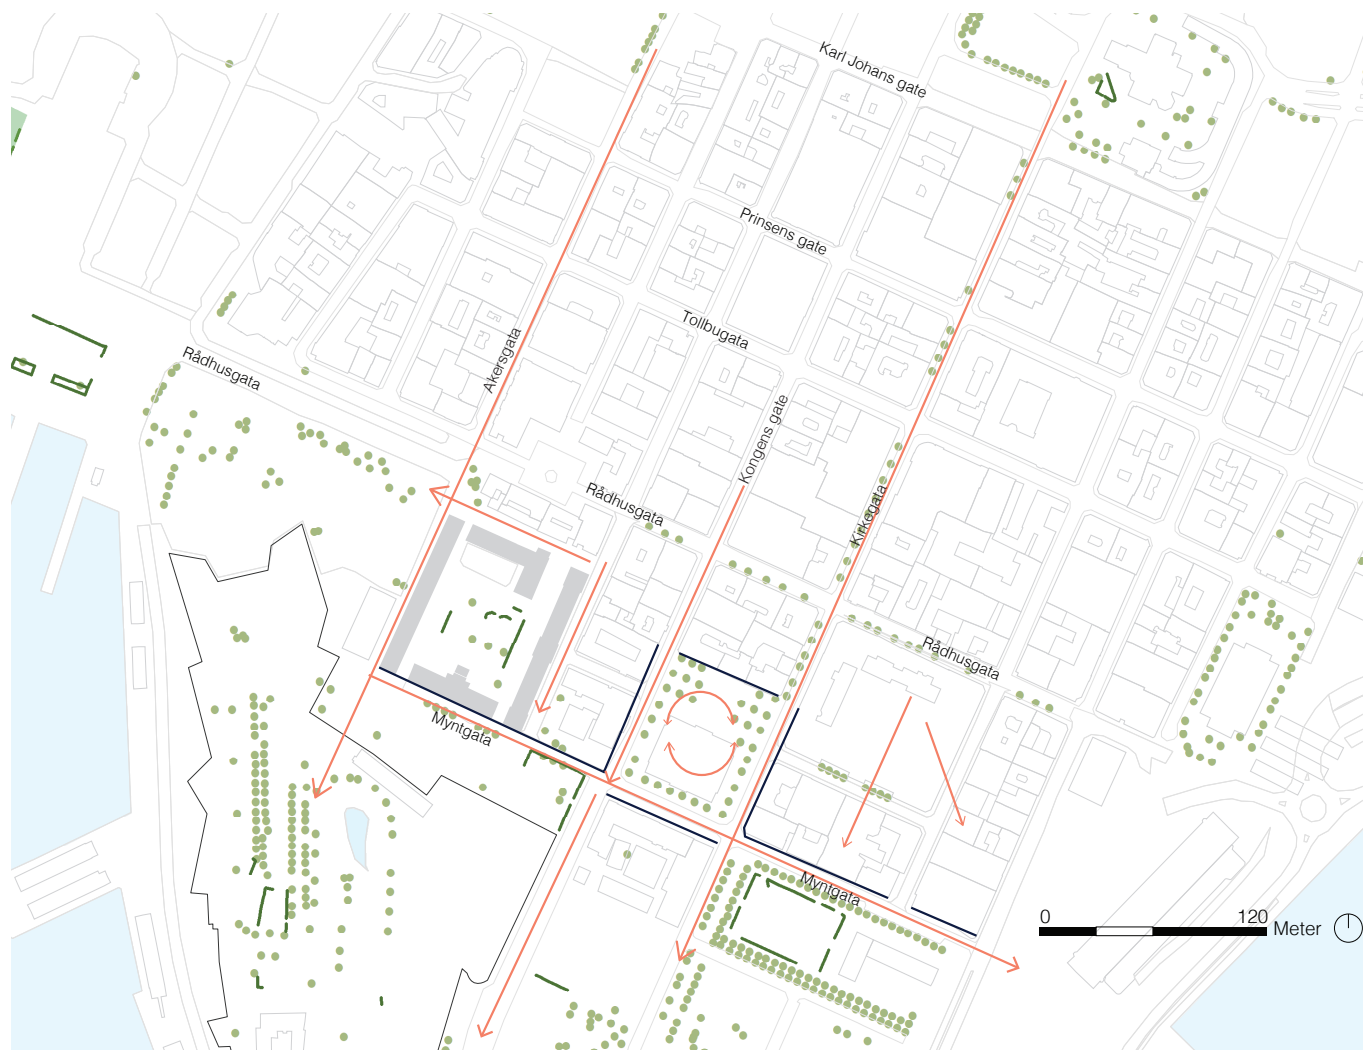 Karl Johans gate
Prinsens gate
Tollbugata
Akersgata
Rådhusgata
Kongens gate
Rådhusgata
Kirkegata
Rådhusgata
Myntgata
Myntgata
0 120
Meter